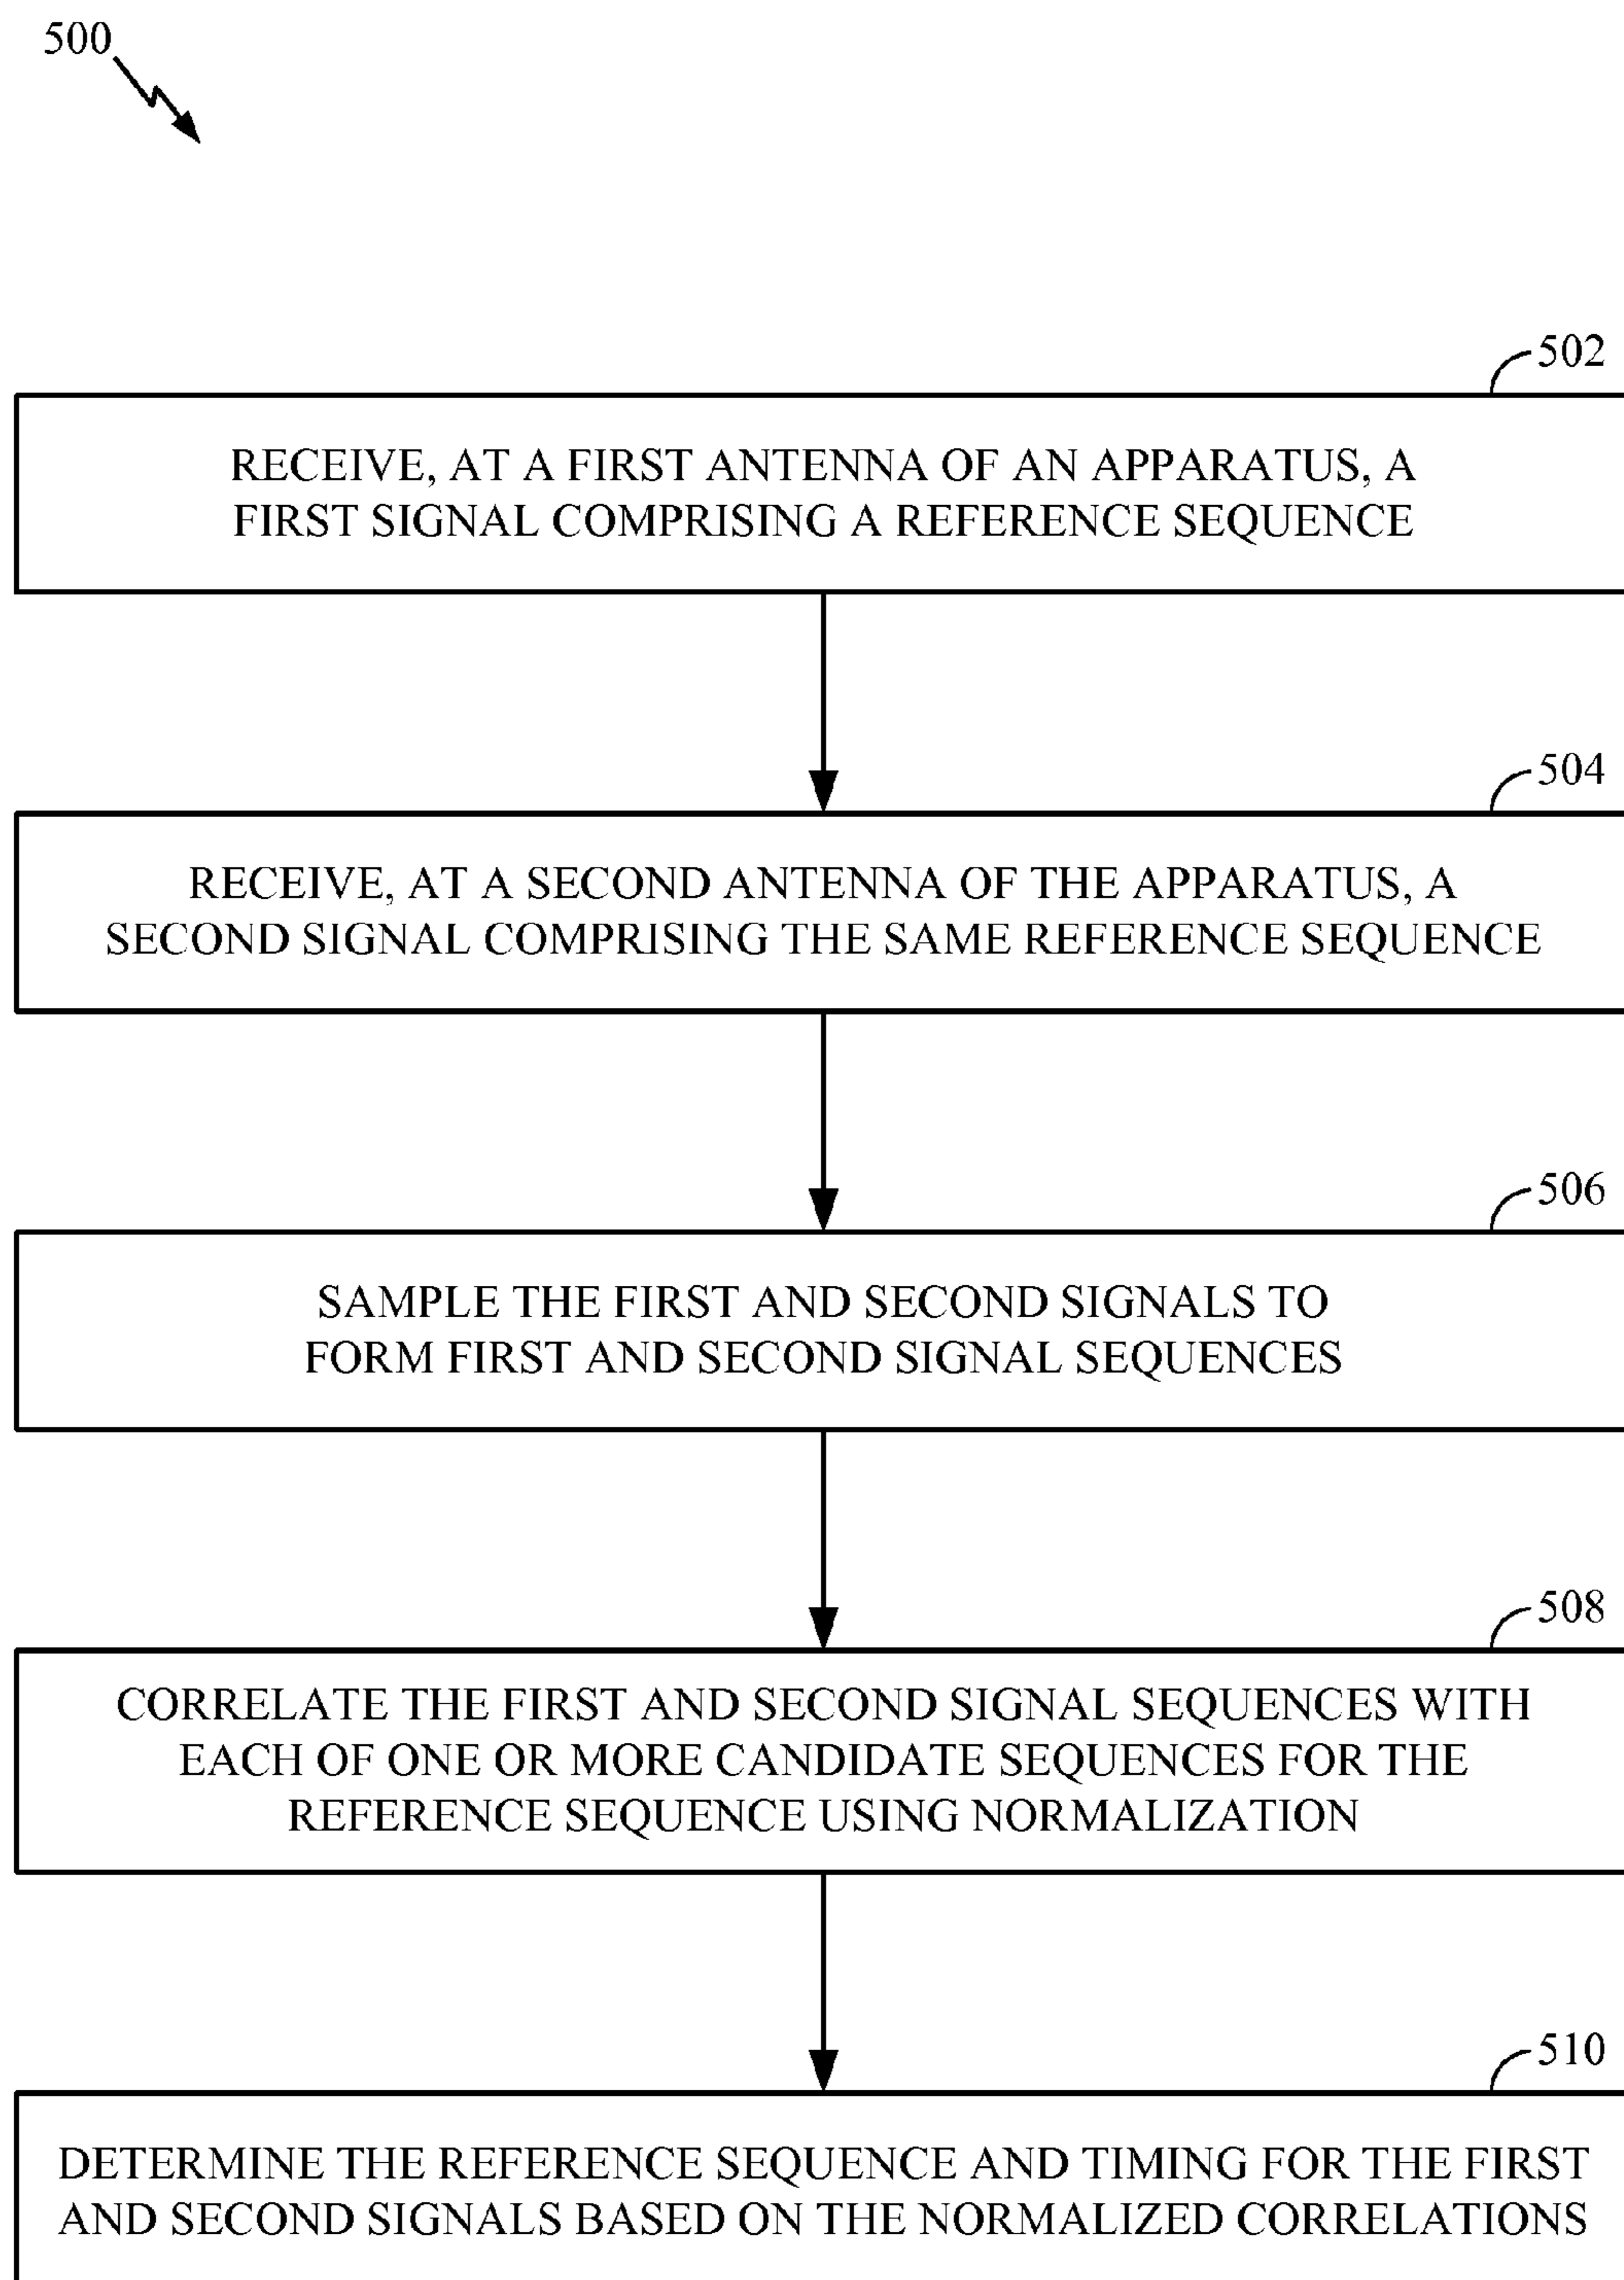 500
502
RECEIVE, AT A FIRST ANTENNA OF AN APPARATUS, A
FIRST SIGNAL COMPRISING A REFERENCE SEQUENCE
504
RECEIVE, AT A SECOND ANTENNA OF THE APPARATUS, A
SECOND SIGNAL COMPRISING THE SAME REFERENCE SEQUENCE
506
SAMPLE THE FIRST AND SECOND SIGNALS TO
FORM FIRST AND SECOND SIGNAL SEQUENCES
508
CORRELATE THE FIRST AND SECOND SIGNAL SEQUENCES WITH
EACH OF ONE OR MORE CANDIDATE SEQUENCES FOR THE
REFERENCE SEQUENCE USING NORMALIZATION
510
DETERMINE THE REFERENCE SEQUENCE AND TIMING FOR THE FIRST
AND SECOND SIGNALS BASED ON THE NORMALIZED CORRELATIONS